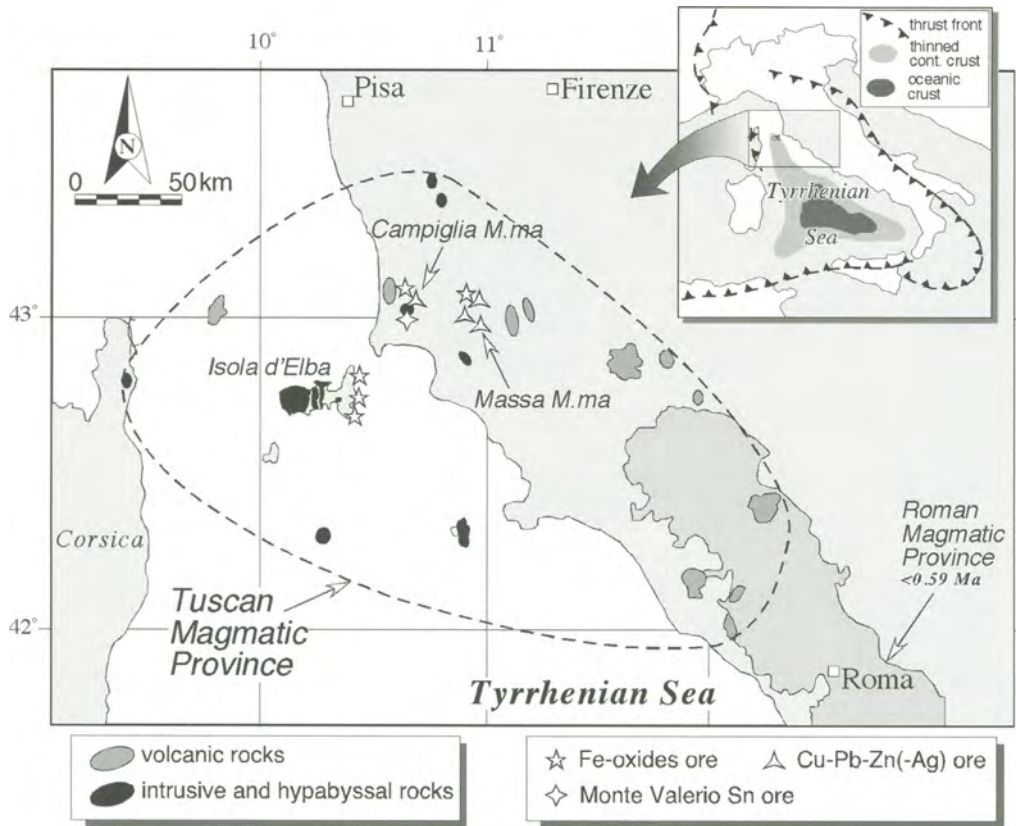 10°
11°
Pisa
Firenze
N
0 50 km
Campiglia M.ma
43°
Isola d'Elba
Massa M.ma
Corsica
Roman
Magmatic
Province
<0.59 Ma
Tuscan
Magmatic
Province
42°
Roma
Tyrrhenian Sea
thrust front
thinned
cont. crust
oceanic
crust
Tyrrhenian
Sea
volcanic rocks
intrusive and hypabyssal rocks
Fe-oxides ore
Cu-Pb-Zn(-Ag) ore
Monte Valerio Sn ore